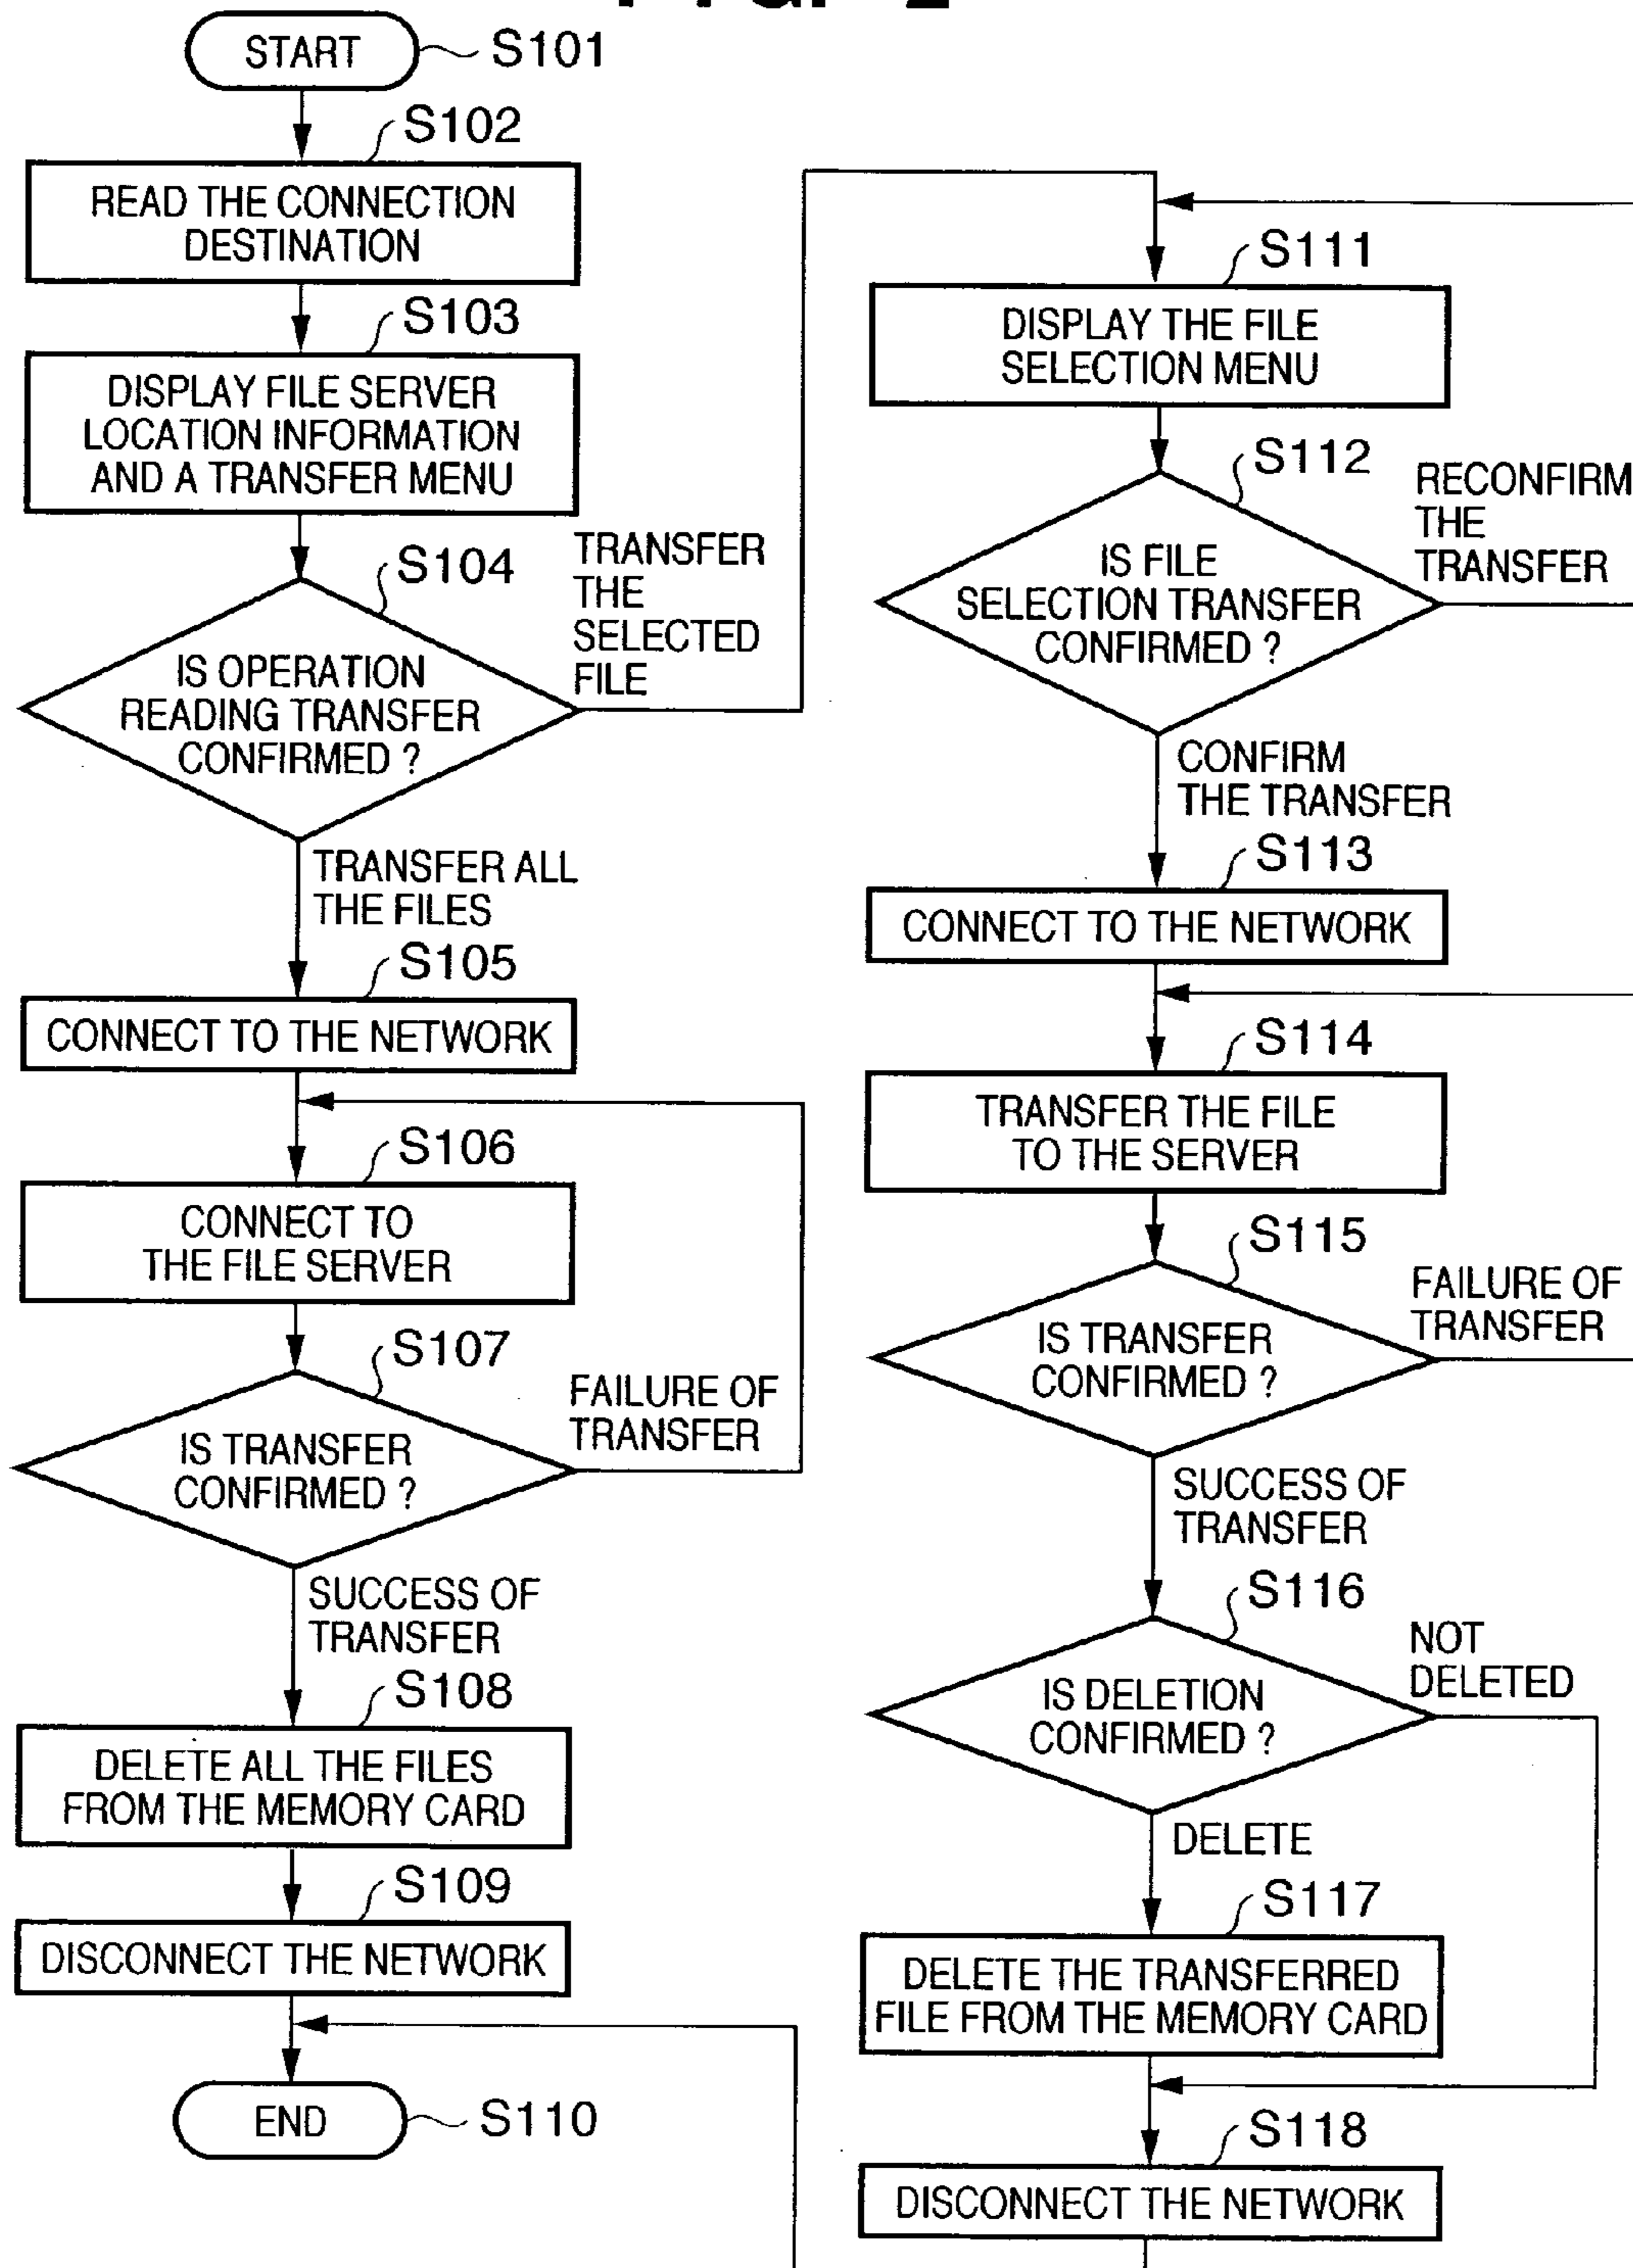 START
S101
S102
READ THE CONNECTION
DESTINATION
S103
DISPLAY FILE SERVER
LOCATION INFORMATION
AND A TRANSFER MENU
S104
IS OPERATION
READING TRANSFER
CONFIRMED ?
TRANSFER
THE
SELECTED
FILE
TRANSFER ALL
THE FILES
S105
CONNECT TO THE NETWORK
S106
CONNECT TO
THE FILE SERVER
S107
IS TRANSFER
CONFIRMED ?
FAILURE OF
TRANSFER
SUCCESS OF
TRANSFER
S108
DELETE ALL THE FILES
FROM THE MEMORY CARD
S109
DISCONNECT THE NETWORK
END
S110
S111
DISPLAY THE FILE
SELECTION MENU
S112
IS FILE
SELECTION TRANSFER
CONFIRMED ?
RECONFIRM
THE
TRANSFER
CONFIRM
THE TRANSFER
S113
CONNECT TO THE NETWORK
S114
TRANSFER THE FILE
TO THE SERVER
S115
IS TRANSFER
CONFIRMED ?
FAILURE OF
TRANSFER
SUCCESS OF
TRANSFER
S116
IS DELETION
CONFIRMED ?
NOT
DELETED
DELETE
S117
DELETE THE TRANSFERRED
FILE FROM THE MEMORY CARD
S118
DISCONNECT THE NETWORK